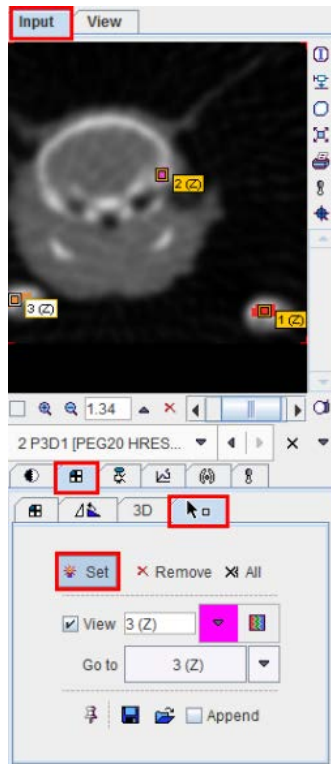 Input View
2 (Z)
3 (Z)
1 (Z)
1.34
2 P3D1 [PEG20 HRES...
3D
Set Remove All
View 3 (Z)
Go to 3 (Z)
Append